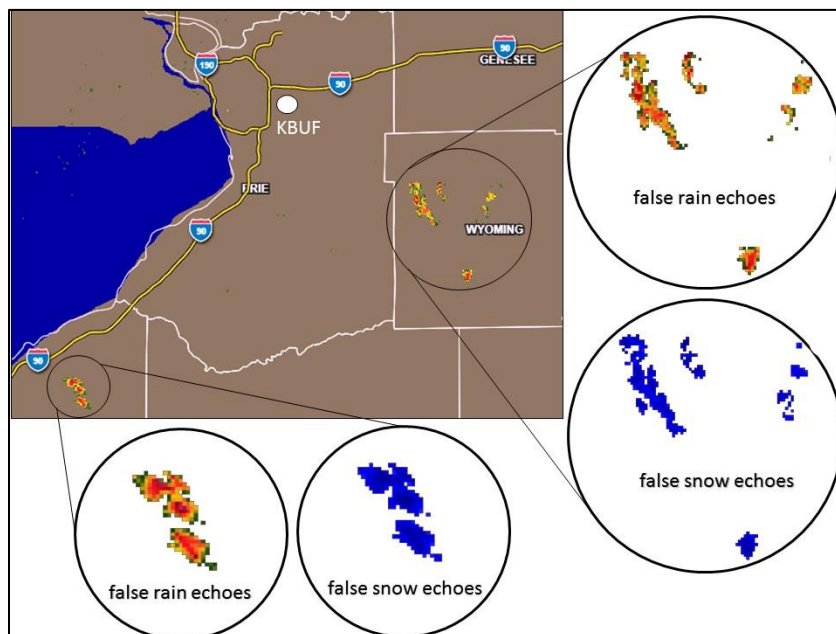 190
90
GENESEE
90
KBUF
ERIE
90
WYOMING
90
false rain echoes
false snow echoes
false rain echoes
false snow echoes